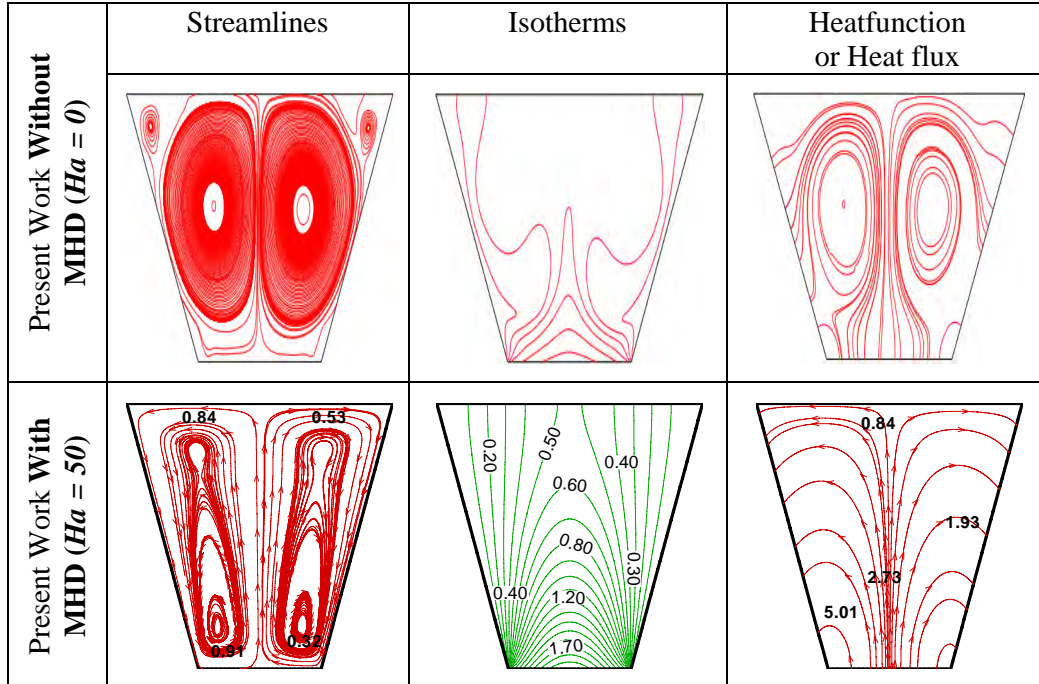 Streamlines
Isotherms
Heatfunction
or Heat flux
Present Work Without
MHD (Ha = 0)
Present Work With
MHD (Ha = 50)
0.84
0.53
0.91
0.32
0.20
0.50
0.40
0.60
0.80
0.30
0.40
1.20
1.70
0.84
1.93
2.73
5.01